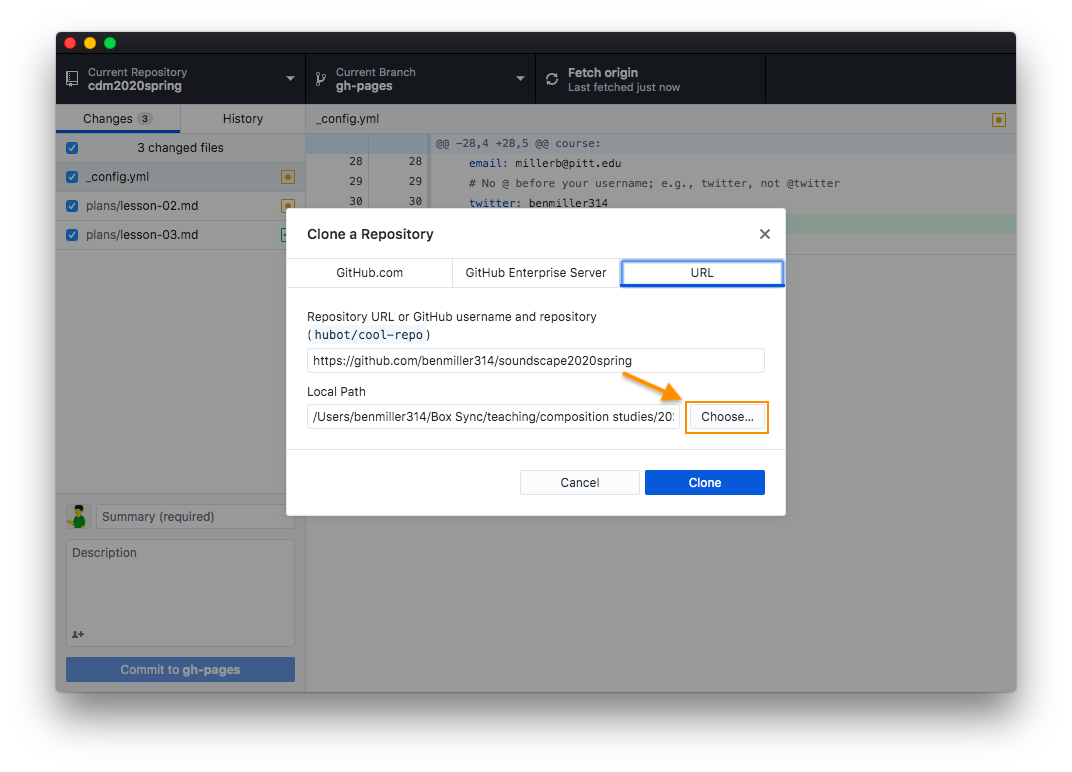 Current Repository
cdm2020spring
Current Branch
gh-pages
Fetch origin
Last fetched just now
Changes 3
History
_config.yml
3 changed files
_config.yml
plans/lesson-02.md
plans/lesson-03.md
@@ -28,4 +28,5 @@ course:
28 28 email: millerb@pitt.edu
29 29 # No @ before your username; e.g., twitter, not @twitter
30 30 twitter: benmiller314
Clone a Repository
GitHub.com
GitHub Enterprise Server
URL
Repository URL or GitHub username and repository
(hubot/cool-repo)
https://github.com/benmiller314/soundscape2020spring
Local Path
/Users/benmiller314/Box Sync/teaching/composition studies/20
Choose...
Cancel
Clone
Summary (required)
Description
Commit to gh-pages